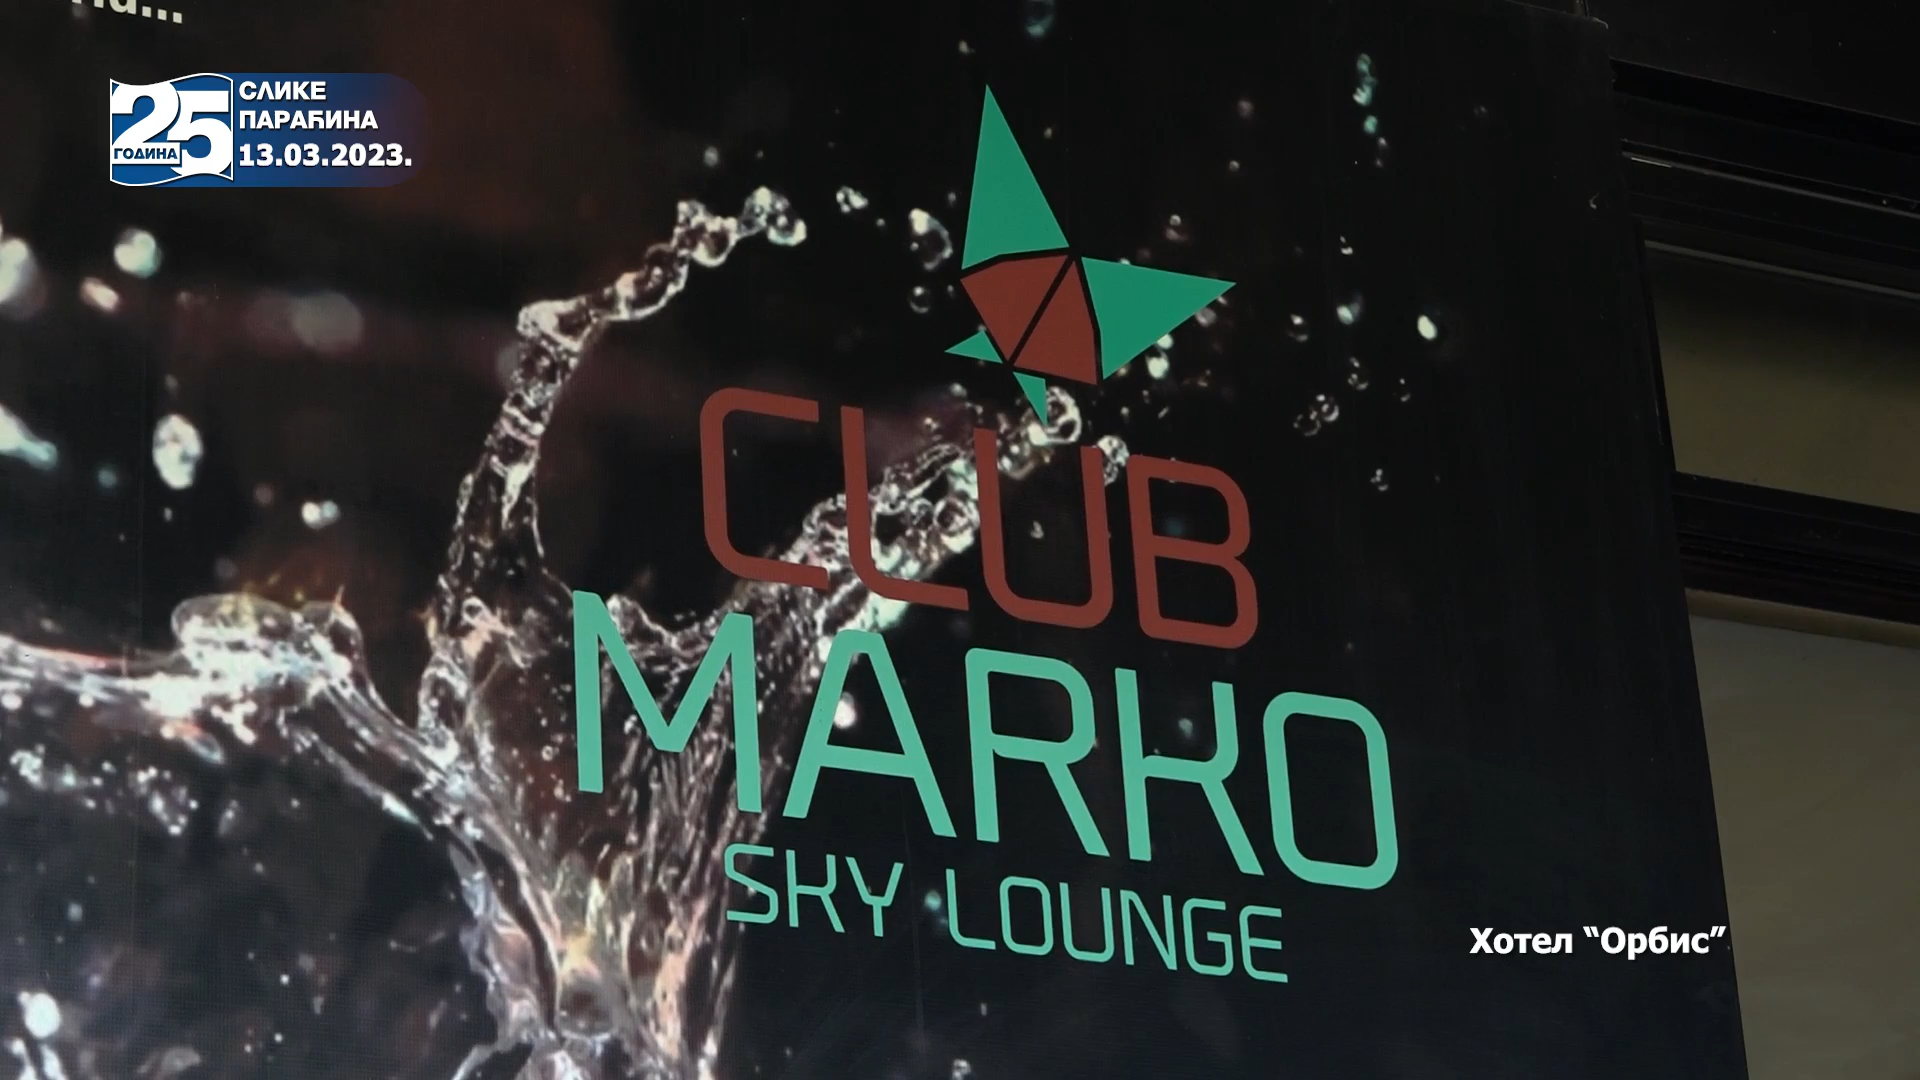 25
ГОДИНА
СЛИКЕ
ПАРАЋИНА
13.03.2023.
CLUB
MARKO
SKY LOUNGE
Хотел “Орбис”